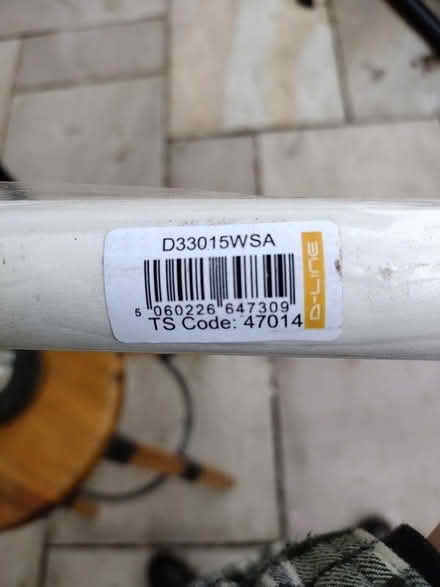 D33015WSA
5 060226 647309
TS Code: 47014
D-LINE